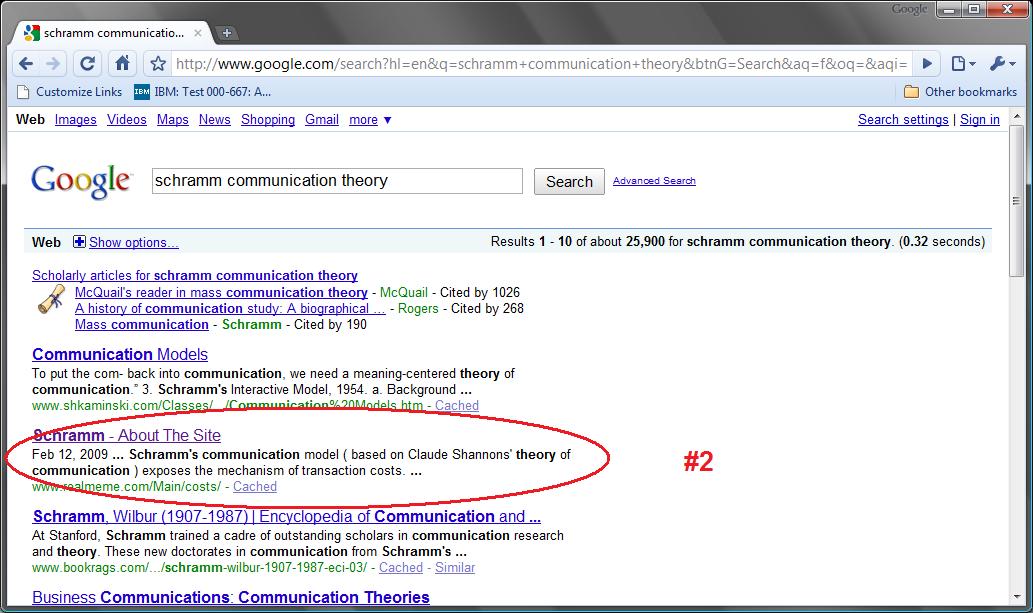 Google
schramm communicatio...
http://www.google.com/search?hl=en&q=schramm+communication+theory&btnG=Search&aq=f&oq=&aqi=
Customize Links IBM IBM: Test 000-667: A... Other bookmarks
Web Images Videos Maps News Shopping Gmail more ▼ Search settings | Sign in
Google schramm communication theory Search Advanced Search
Web Show options... Results 1 - 10 of about 25,900 for schramm communication theory. (0.32 seconds)
Scholarly articles for schramm communication theory
McQuail's reader in mass communication theory - McQuail - Cited by 1026
A history of communication study: A biographical ... - Rogers - Cited by 268
Mass communication - Schramm - Cited by 190
Communication Models
To put the com- back into communication, we need a meaning-centered theory of
communication.” 3. Schramm's Interactive Model, 1954. a. Background ...
www.shkaminski.com/Classes/.../Communication%20Models.htm - Cached
Schramm - About The Site
Feb 12, 2009 ... Schramm's communication model ( based on Claude Shannons' theory of
communication ) exposes the mechanism of transaction costs. ...
www.realmeme.com/Main/costs/ - Cached
#2
Schramm, Wilbur (1907-1987) | Encyclopedia of Communication and ...
At Stanford, Schramm trained a cadre of outstanding scholars in communication research
and theory. These new doctorates in communication from Schramm's ...
www.bookrags.com/.../schramm-wilbur-1907-1987-eci-03/ - Cached - Similar
Business Communications: Communication Theories